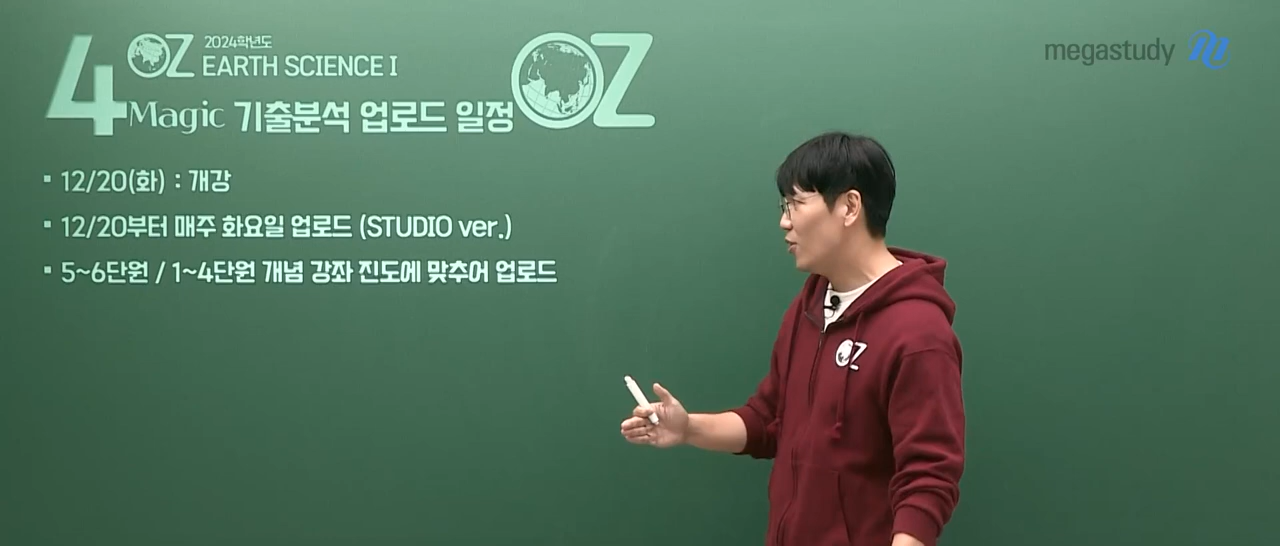 4 OZ 2024학년도
EARTH SCIENCE I
Magic 기출분석 업로드 일정 OZ
megastudy M
▪ 12/20(화) : 개강
▪ 12/20부터 매주 화요일 업로드 (STUDIO ver.)
▪ 5~6단원 / 1~4단원 개념 강좌 진도에 맞추어 업로드
OZ